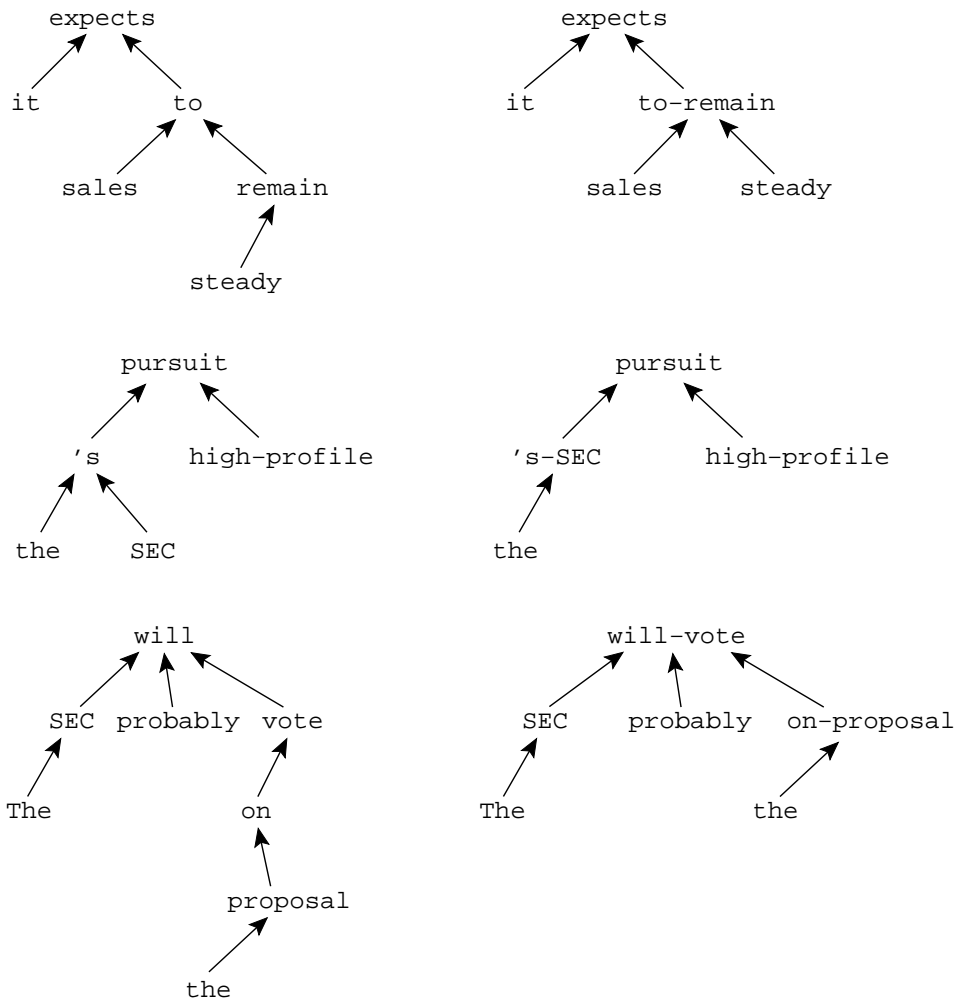 expects expects
it to it to-remain
sales remain sales steady
steady
pursuit pursuit
's high-profile 's-SEC high-profile
the SEC the
will will-vote
SEC probably vote SEC probably on-proposal
The on The the
proposal
the